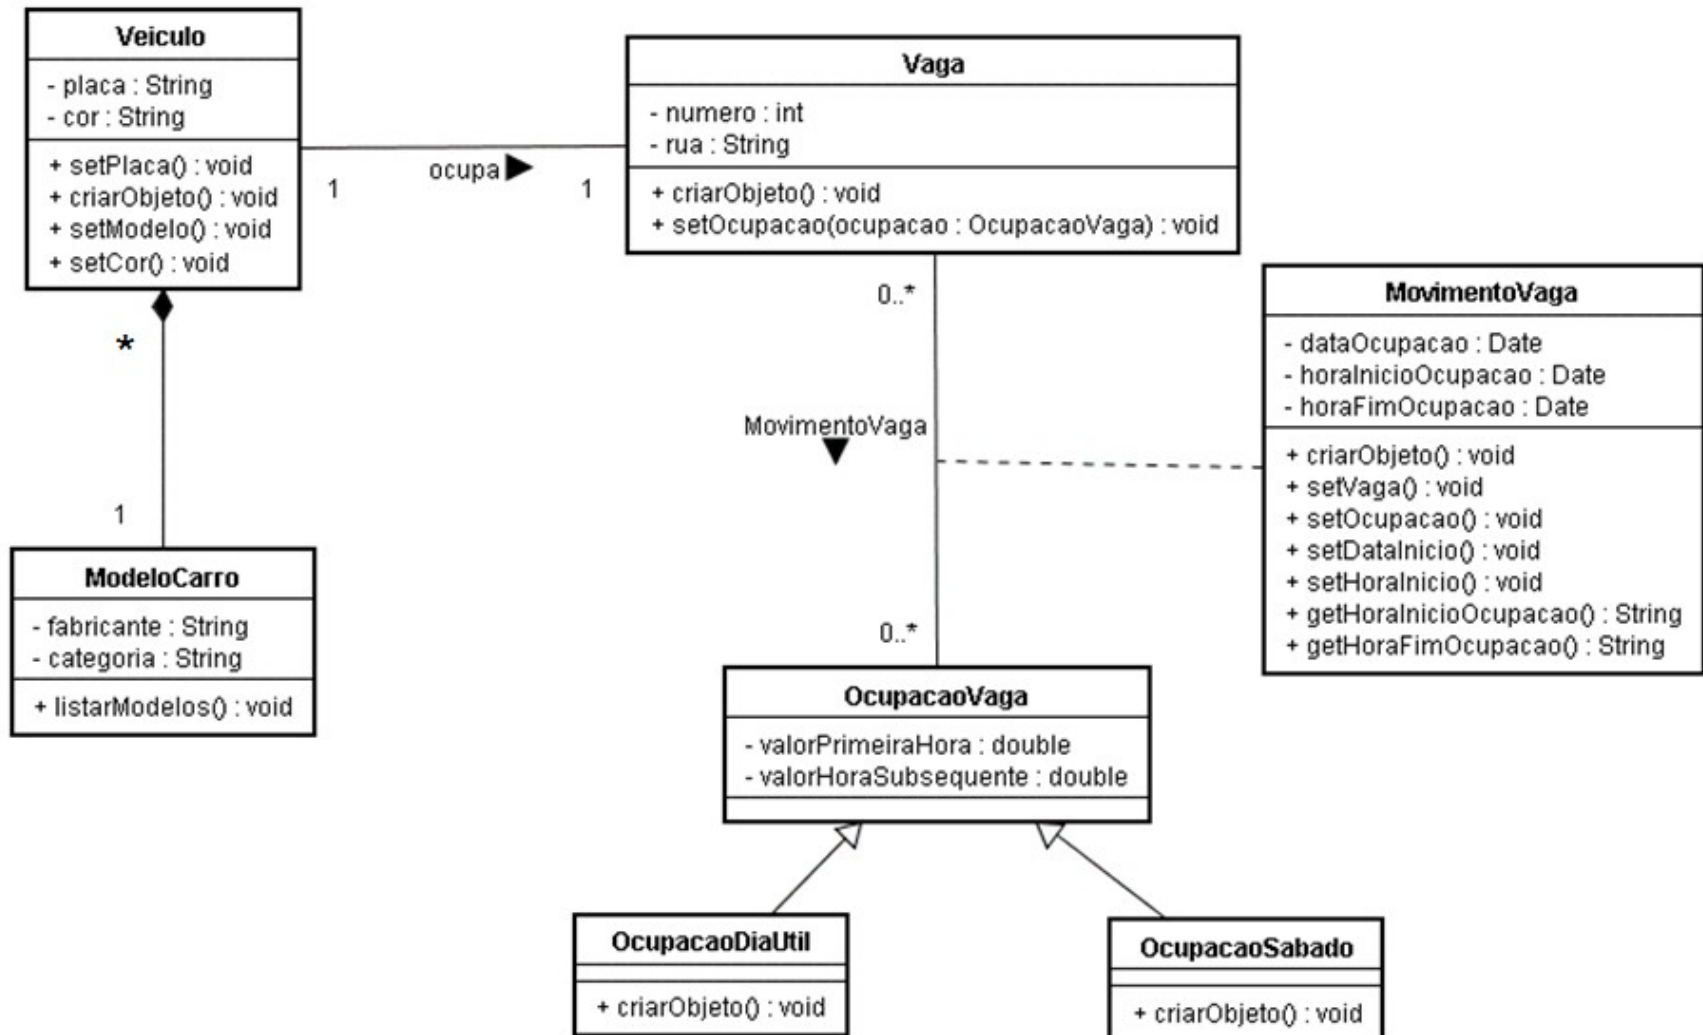 Veiculo
- placa : String
- cor : String
+ setPlaca() : void
+ criarObjeto() : void
+ setModelo() : void
+ setCor() : void
1
ocupa
1
Vaga
- numero : int
- rua : String
+ criarObjeto() : void
+ setOcupacao(ocupacao : OcupacaoVaga) : void
0..*
MovimentoVaga
0..*
MovimentoVaga
- dataOcupacao : Date
- horaInicioOcupacao : Date
- horaFimOcupacao : Date
+ criarObjeto() : void
+ setVaga() : void
+ setOcupacao() : void
+ setDataInicio() : void
+ setHoraInicio() : void
+ getHoraInicioOcupacao() : String
+ getHoraFimOcupacao() : String
*
1
ModeloCarro
- fabricante : String
- categoria : String
+ listarModelos() : void
OcupacaoVaga
- valorPrimeiraHora : double
- valorHoraSubsequente : double
OcupacaoDiaUtil
+ criarObjeto() : void
OcupacaoSabado
+ criarObjeto() : void